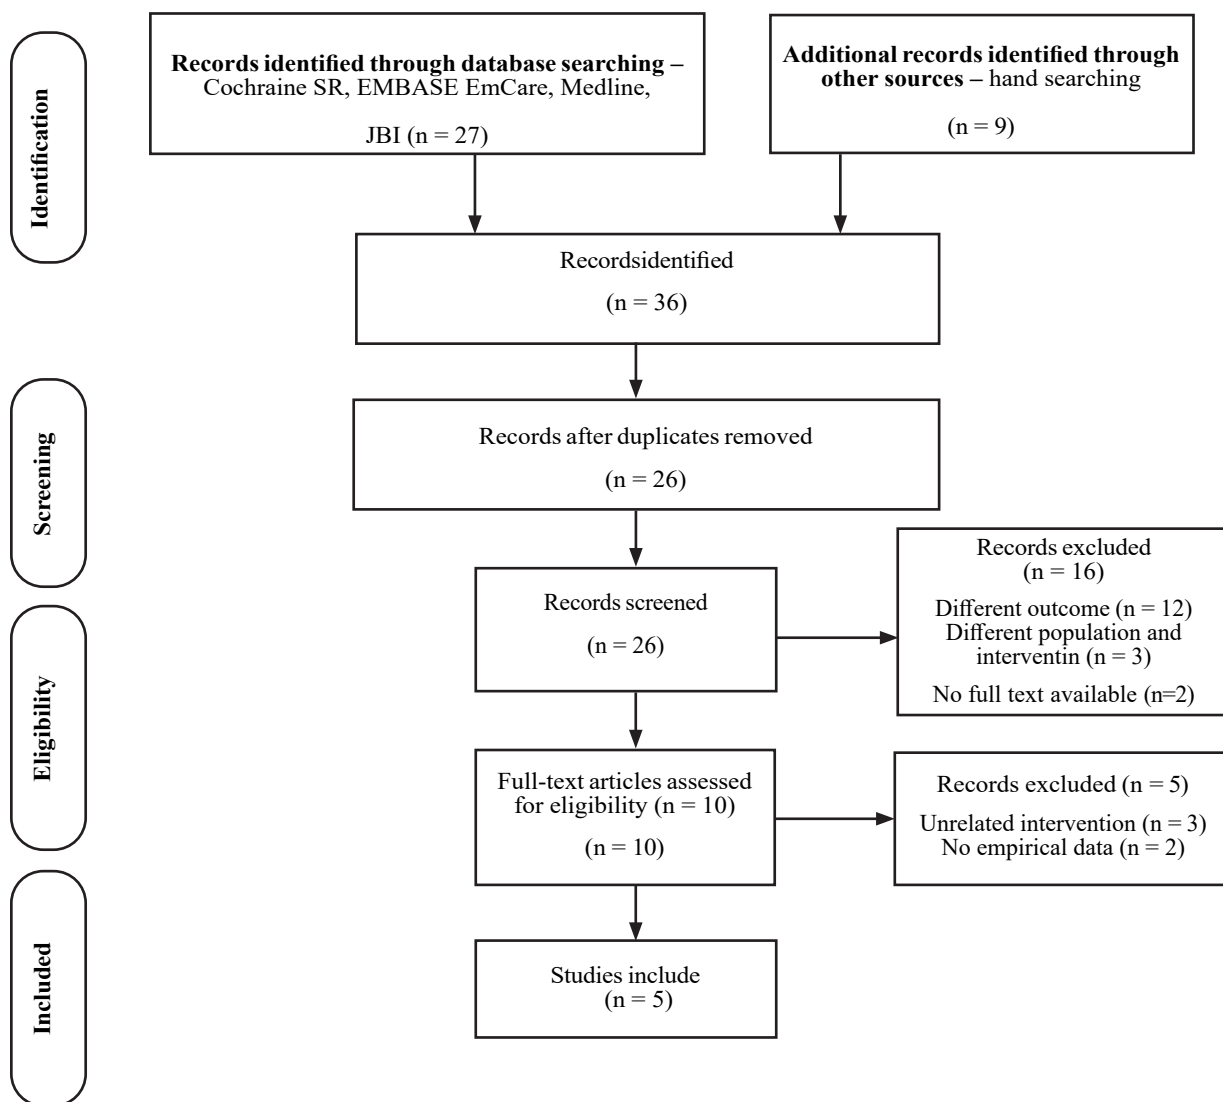 Identification
Records identified through database searching –
Cochraine SR, EMBASE EmCare, Medline,
JBI (n = 27)
Additional records identified through
other sources – hand searching
(n = 9)
Recordsidentified
(n = 36)
Screening
Records after duplicates removed
(n = 26)
Records screened
(n = 26)
Records excluded
(n = 16)
Different outcome (n = 12)
Different population and
interventin (n = 3)
No full text available (n=2)
Eligibility
Full-text articles assessed
for eligibility (n = 10)
(n = 10)
Records excluded (n = 5)
Unrelated intervention (n = 3)
No empirical data (n = 2)
Included
Studies include
(n = 5)